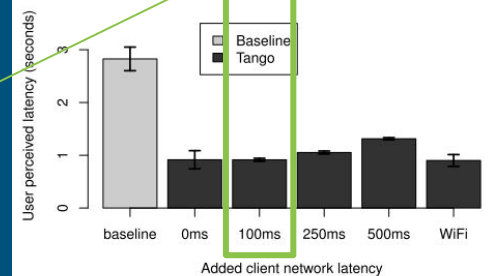 User perceived latency (seconds)
3
2
1
0
Baseline
Tango
baseline 0ms 100ms 250ms 500ms WiFi
Added client network latency